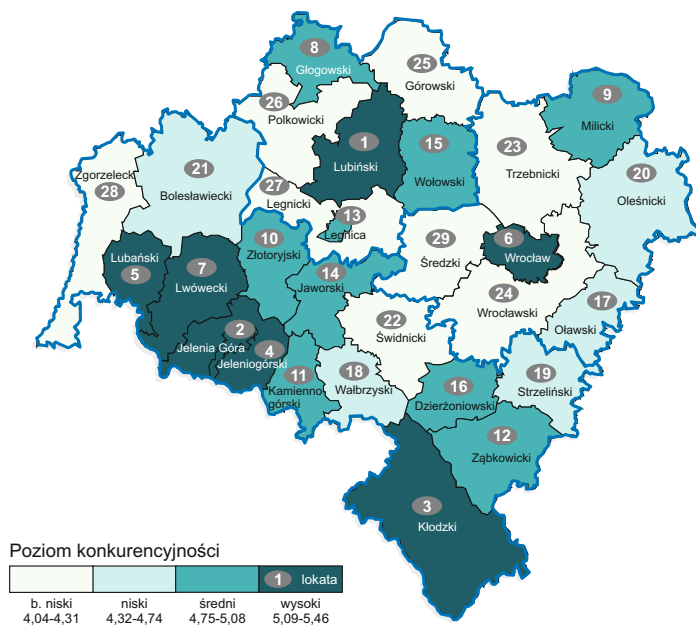 8
Głogowski
25
Górowski
9
Milicki
26
Polkowicki
1
Lubiński
15
Wołowski
23
Trzebnicki
20
Oleśnicki
Zgorzelecki
28
21
Bolesławiecki
27
Legnicki
13
Legnica
10
Złotoryjski
29
Średzki
6
Wrocław
Lubański
5
7
Lwówecki
14
Jaworski
24
Wrocławski
17
Oławski
2
Jelenia Góra
4
Jeleniogórski
22
Świdnicki
11
Kamienno
górski
18
Wałbrzyski
16
Dzierżoniowski
19
Strzeliński
12
Ząbkowicki
3
Kłodzki
Poziom konkurencyjności
1 lokata
b. niski niski średni wysoki
4,04-4,31 4,32-4,74 4,75-5,08 5,09-5,46